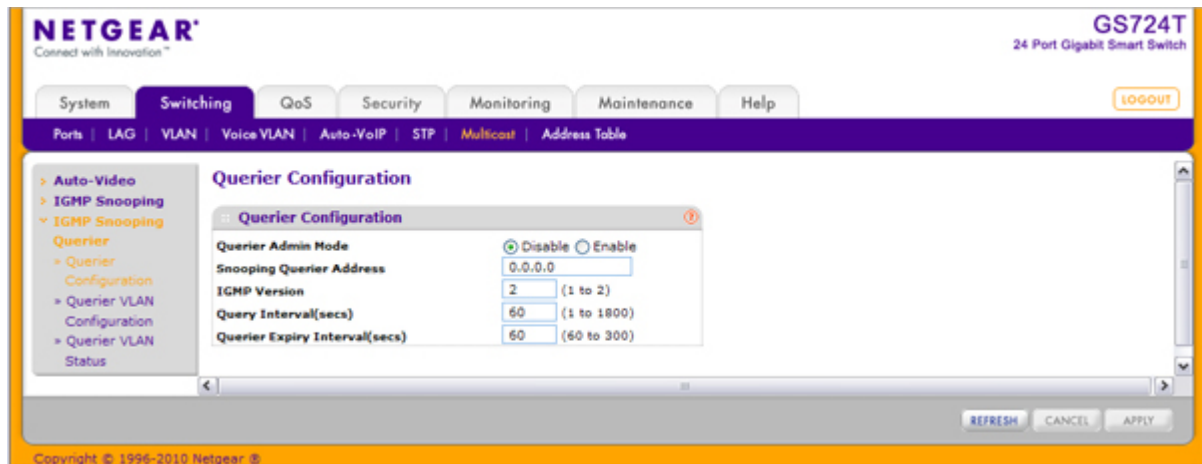 NETGEAR®
Connect with Innovation™
GS724T
24 Port Gigabit Smart Switch
System Switching QoS Security Monitoring Maintenance Help LOGOUT
Ports | LAG | VLAN | Voice VLAN | Auto-VoIP | STP | Multicast | Address Table
> Auto-Video
> IGMP Snooping
IGMP Snooping
Querier
» Querier
Configuration
» Querier VLAN
Configuration
» Querier VLAN
Status
Querier Configuration
Querier Configuration ?
Querier Admin Mode Disable Enable
Snooping Querier Address 0.0.0.0
IGMP Version 2 (1 to 2)
Query Interval(secs) 60 (1 to 1800)
Querier Expiry Interval(secs) 60 (60 to 300)
REFRESH CANCEL APPLY
Copyright © 1996-2010 Netgear ®